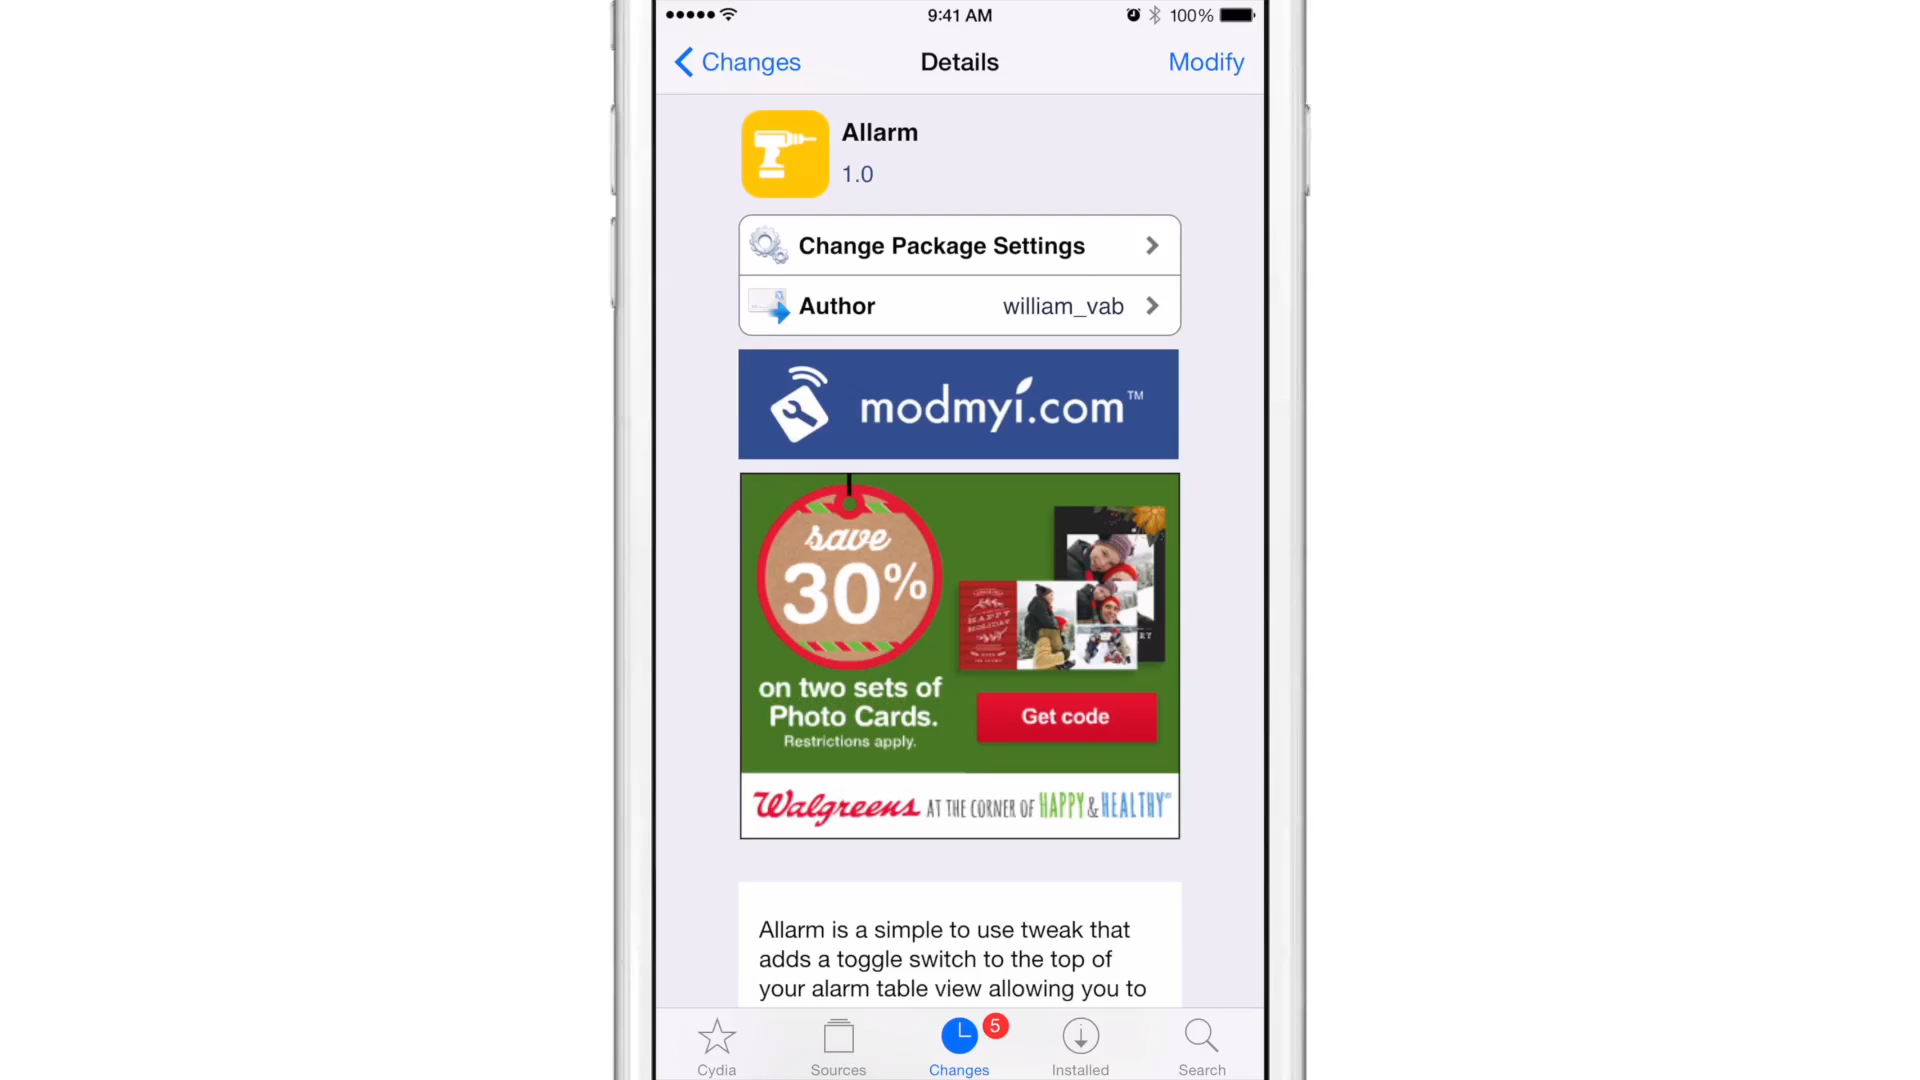 9:41 AM
100%
Changes
Details
Modify
Allarm
1.0
Change Package Settings
Author
william_vab
modmyi.com™
save
30%
on two sets of
Photo Cards.
Restrictions apply.
HAPPY
HOLIDAY
RY
Get code
Walgreens AT THE CORNER OF HAPPY & HEALTHY
Allarm is a simple to use tweak that
adds a toggle switch to the top of
your alarm table view allowing you to
5
Cydia
Sources
Changes
Installed
Search